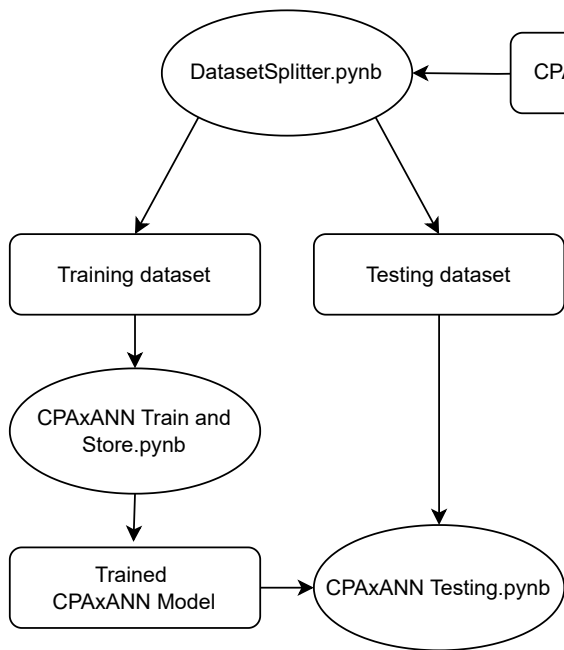 DatasetSplitter.pynb
CPA
Training dataset
Testing dataset
CPAxANN Train and
Store.pynb
Trained
CPAxANN Model
CPAxANN Testing.pynb